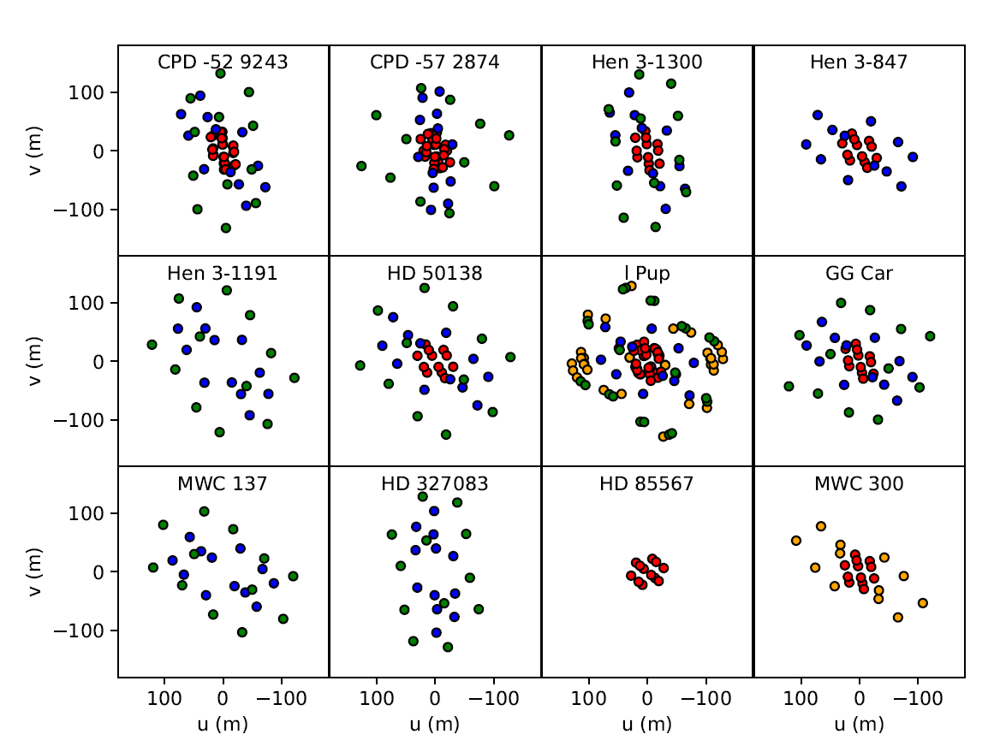 CPD -52 9243
CPD -57 2874
Hen 3-1300
Hen 3-847
100
0
−100
v (m)
Hen 3-1191
HD 50138
l Pup
GG Car
100
0
−100
v (m)
MWC 137
HD 327083
HD 85567
MWC 300
100
0
−100
v (m)
100 0 −100
100 0 −100
100 0 −100
100 0 −100
u (m)
u (m)
u (m)
u (m)